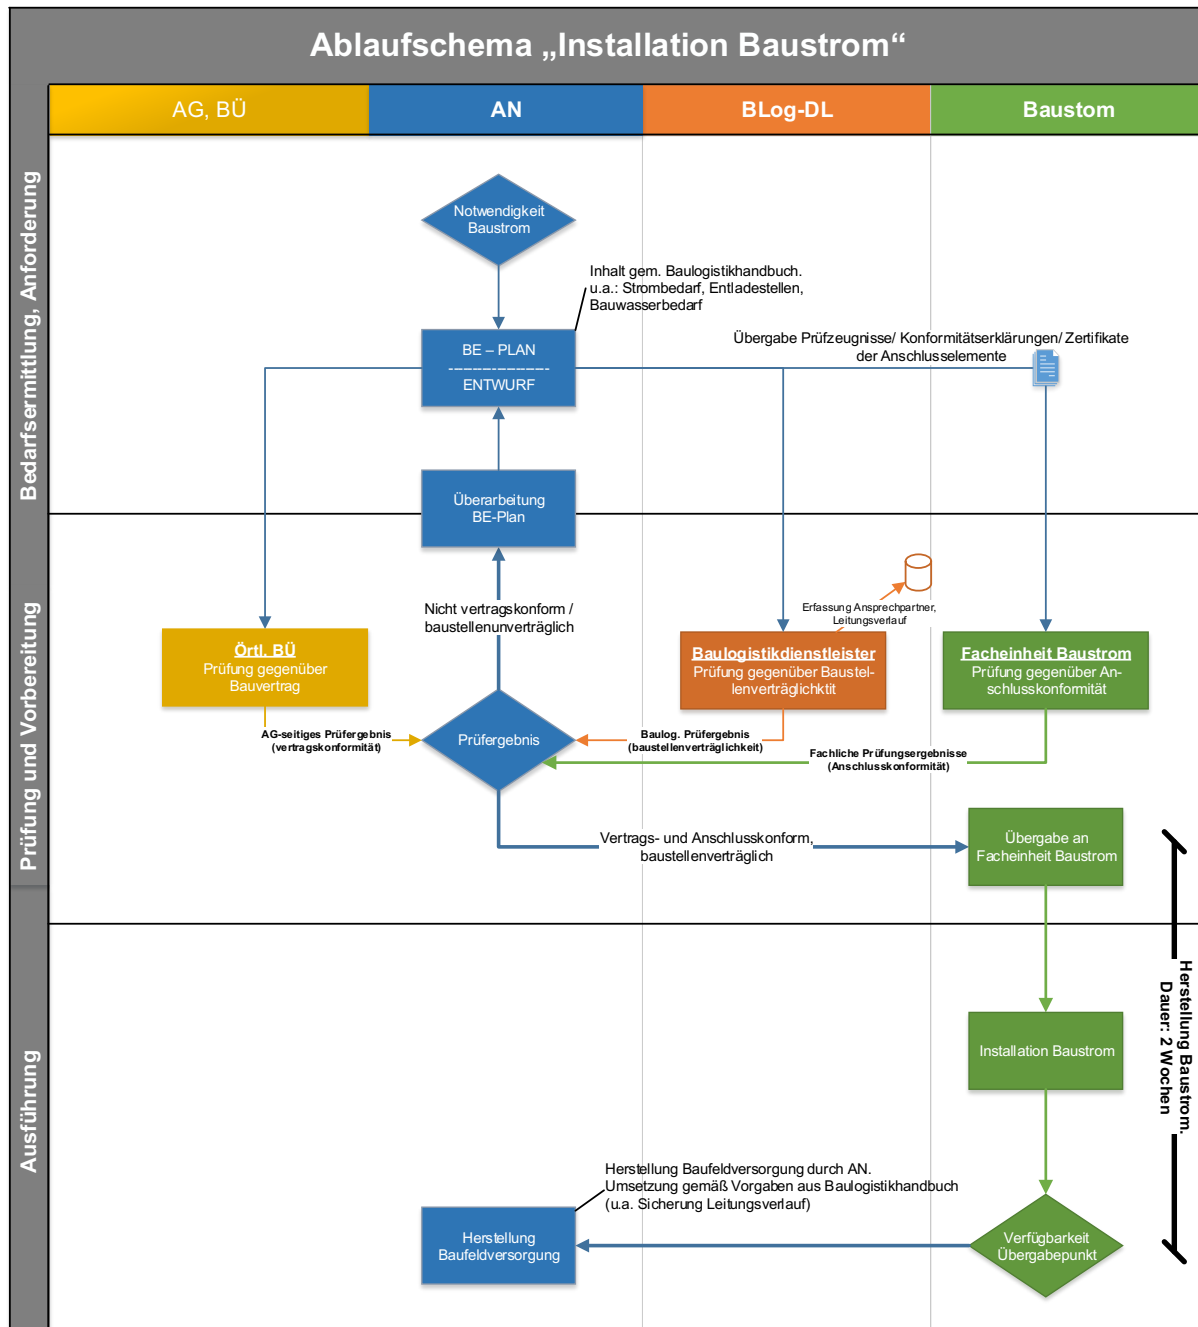 Ablaufschema „Installation Baustrom“
AG, BÜ
AN
BLog-DL
Baustom
Bedarfsermittlung, Anforderung
Notwendigkeit
Baustrom
Inhalt gem. Baulogistikhandbuch.
u.a.: Strombedarf, Entladestellen,
Bauwasserbedarf
BE – PLAN
--------------------
ENTWURF
Übergabe Prüfzeugnisse/ Konformitätserklärungen/ Zertifikate
der Anschlusselemente
Überarbeitung
BE-Plan
Prüfung und Vorbereitung
Nicht vertragskonform /
baustellenunverträglich
Erfassung Ansprechpartner,
Leitungsverlauf
Örtl. BÜ
Prüfung gegenüber
Bauvertrag
Baulogistikdienstleister
Prüfung gegenüber Baustel-
lenverträglichktit
Facheinheit Baustrom
Prüfung gegenüber An-
schlusskonformität
AG-seitiges Prüfergebnis
(vertragskonformität)
Prüfergebnis
Baulog. Prüfergebnis
(baustellenverträglichkeit)
Fachliche Prüfungsergebnisse
(Anschlusskonformität)
Vertrags- und Anschlusskonform,
baustellenverträglich
Übergabe an
Facheinheit Baustrom
Herstellung Baustrom.
Dauer: 2 Wochen
Ausführung
Installation Baustrom
Herstellung Baufeldversorgung durch AN.
Umsetzung gemäß Vorgaben aus Baulogistikhandbuch
(u.a. Sicherung Leitungsverlauf)
Herstellung
Baufeldversorgung
Verfügbarkeit
Übergabepunkt